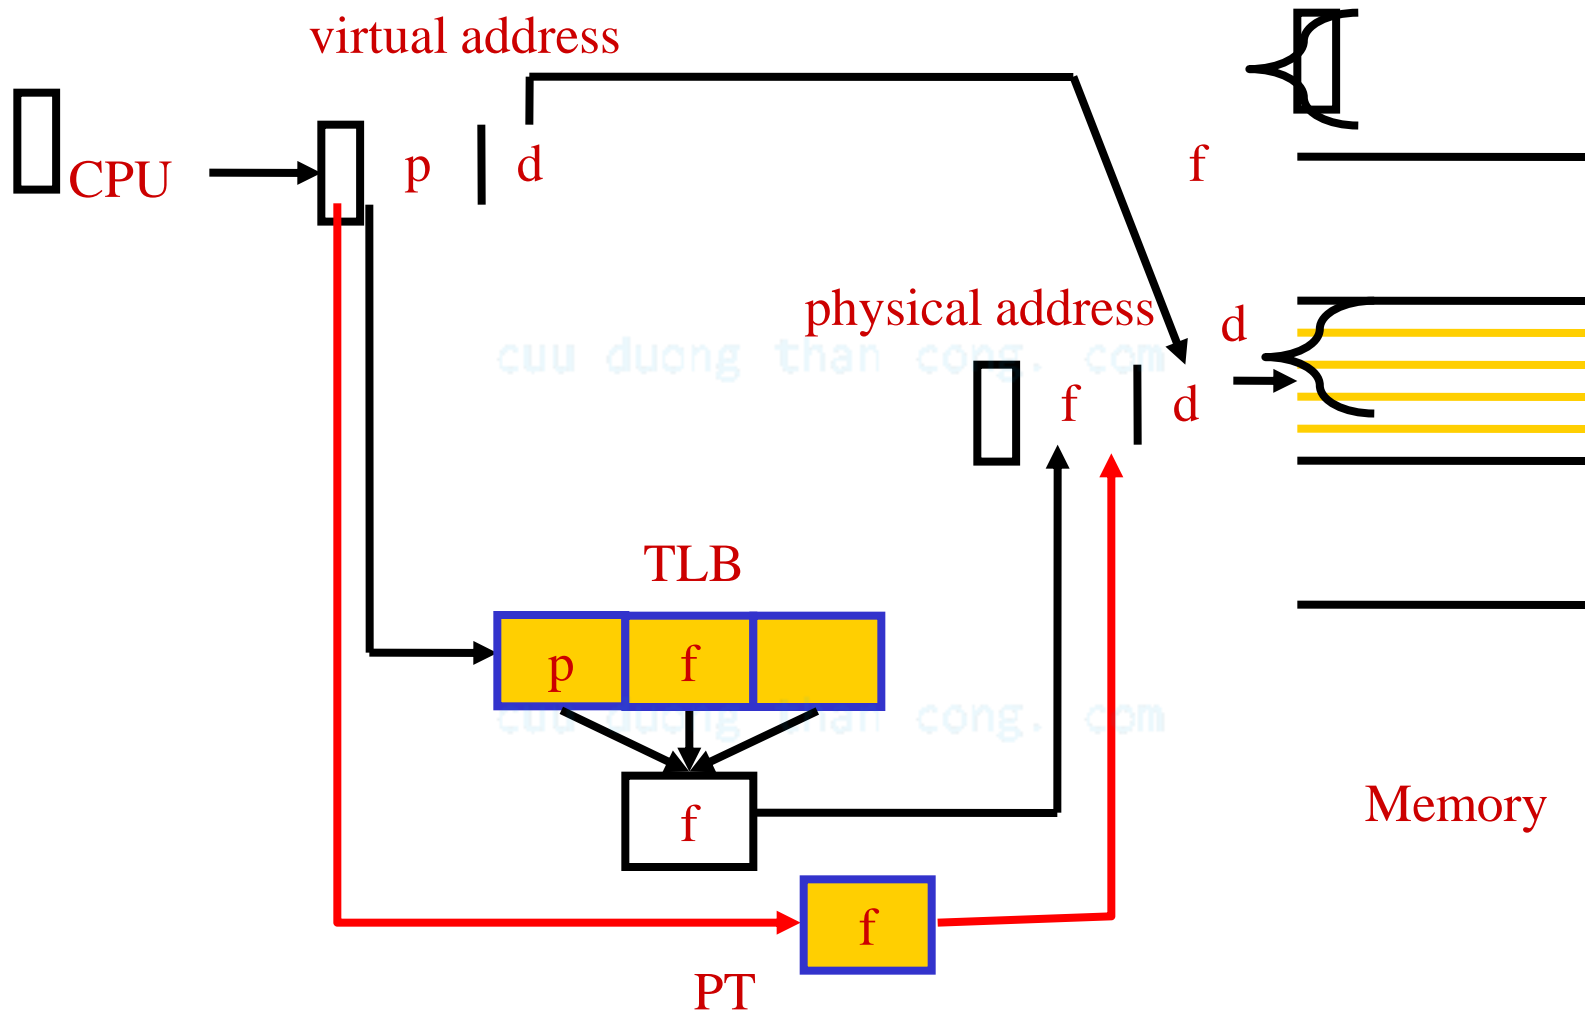 virtual address
CPU
p
d
f
physical address
d
cuu duong than cong. com
f
d
TLB
p
f
cuu duong than cong. com
f
Memory
f
PT